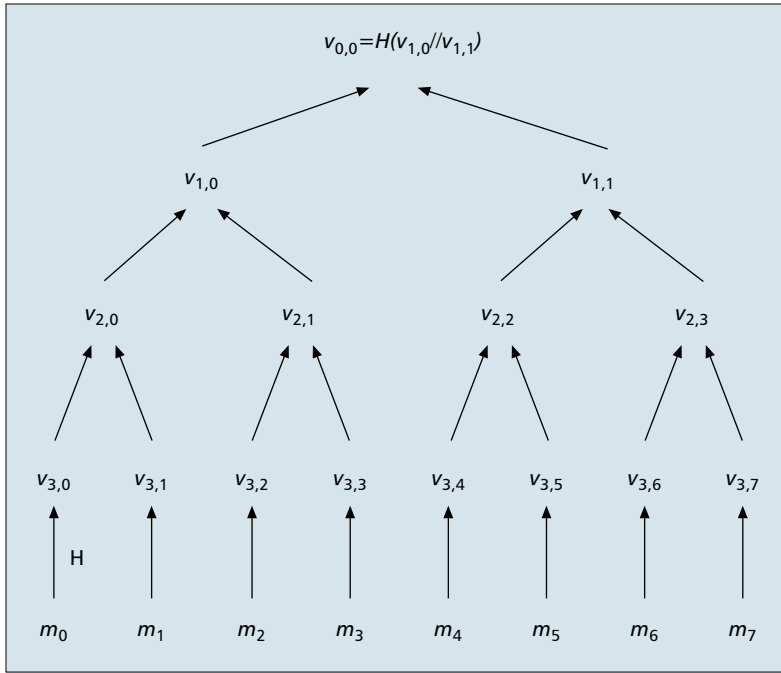 v0,0=H(v1,0//v1,1)
v1,0 v1,1
v2,0 v2,1 v2,2 v2,3
v3,0 v3,1 v3,2 v3,3 v3,4 v3,5 v3,6 v3,7
H
m0 m1 m2 m3 m4 m5 m6 m7